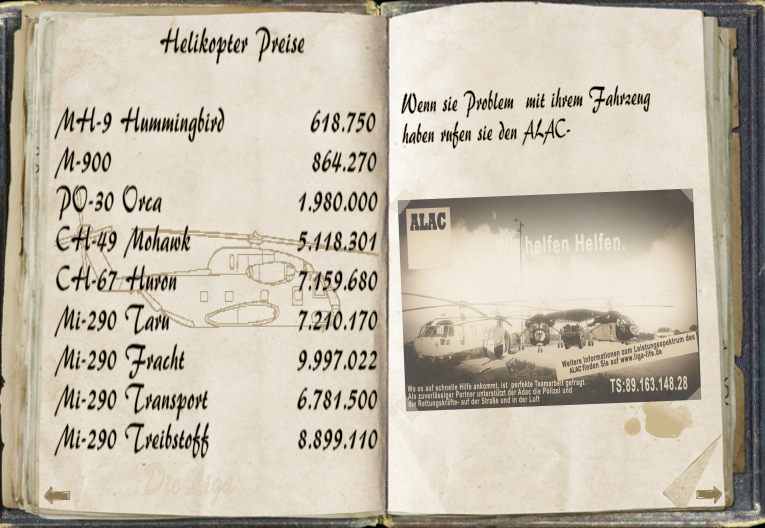 Helikopter Preise
MH-9 Hummingbird 618.750
M-900 864.270
PO-30 Orca 1.980.000
CH-49 Mohawk 5.118.301
CH-67 Huron 7.159.680
Mi-290 Taru 7.210.170
Mi-290 Fracht 9.997.022
Mi-290 Transport 6.781.500
Mi-290 Treibstoff 8.899.110
Die Liga
Wenn sie Problem mit ihrem Fahrzeug
haben rufen sie den ALAC-
ALAC
helfen Helfen.
Weitere Informationen zum Leistungsspektrum des
ALAC finden Sie auf www.liga-life.de
Wo es auf schnelle Hilfe ankommt, ist perfekte Teamarbeit gefragt.
Als zuverlässiger Partner unterstützt der Adac die Polizei und
die Rettungskräfte- auf der Straße und in der Luft
TS:89.163.148.28